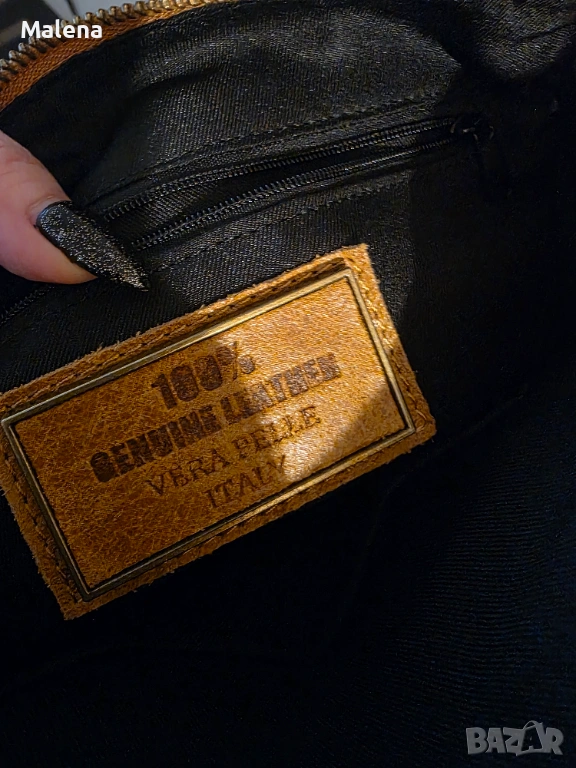 Malena
100%
GENUINE LEATHER
VERA PELLE
ITALY
BAZAR